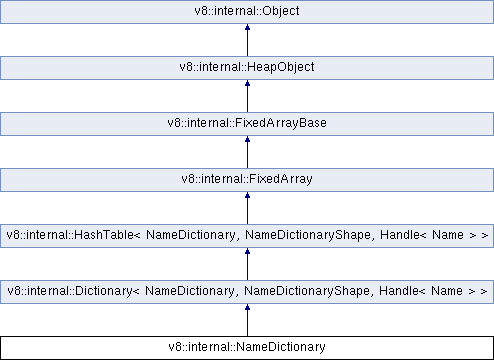 v8::internal::Object
v8::internal::HeapObject
v8::internal::FixedArrayBase
v8::internal::FixedArray
v8::internal::HashTable< NameDictionary, NameDictionaryShape, Handle< Name > >
v8::internal::Dictionary< NameDictionary, NameDictionaryShape, Handle< Name > >
v8::internal::NameDictionary